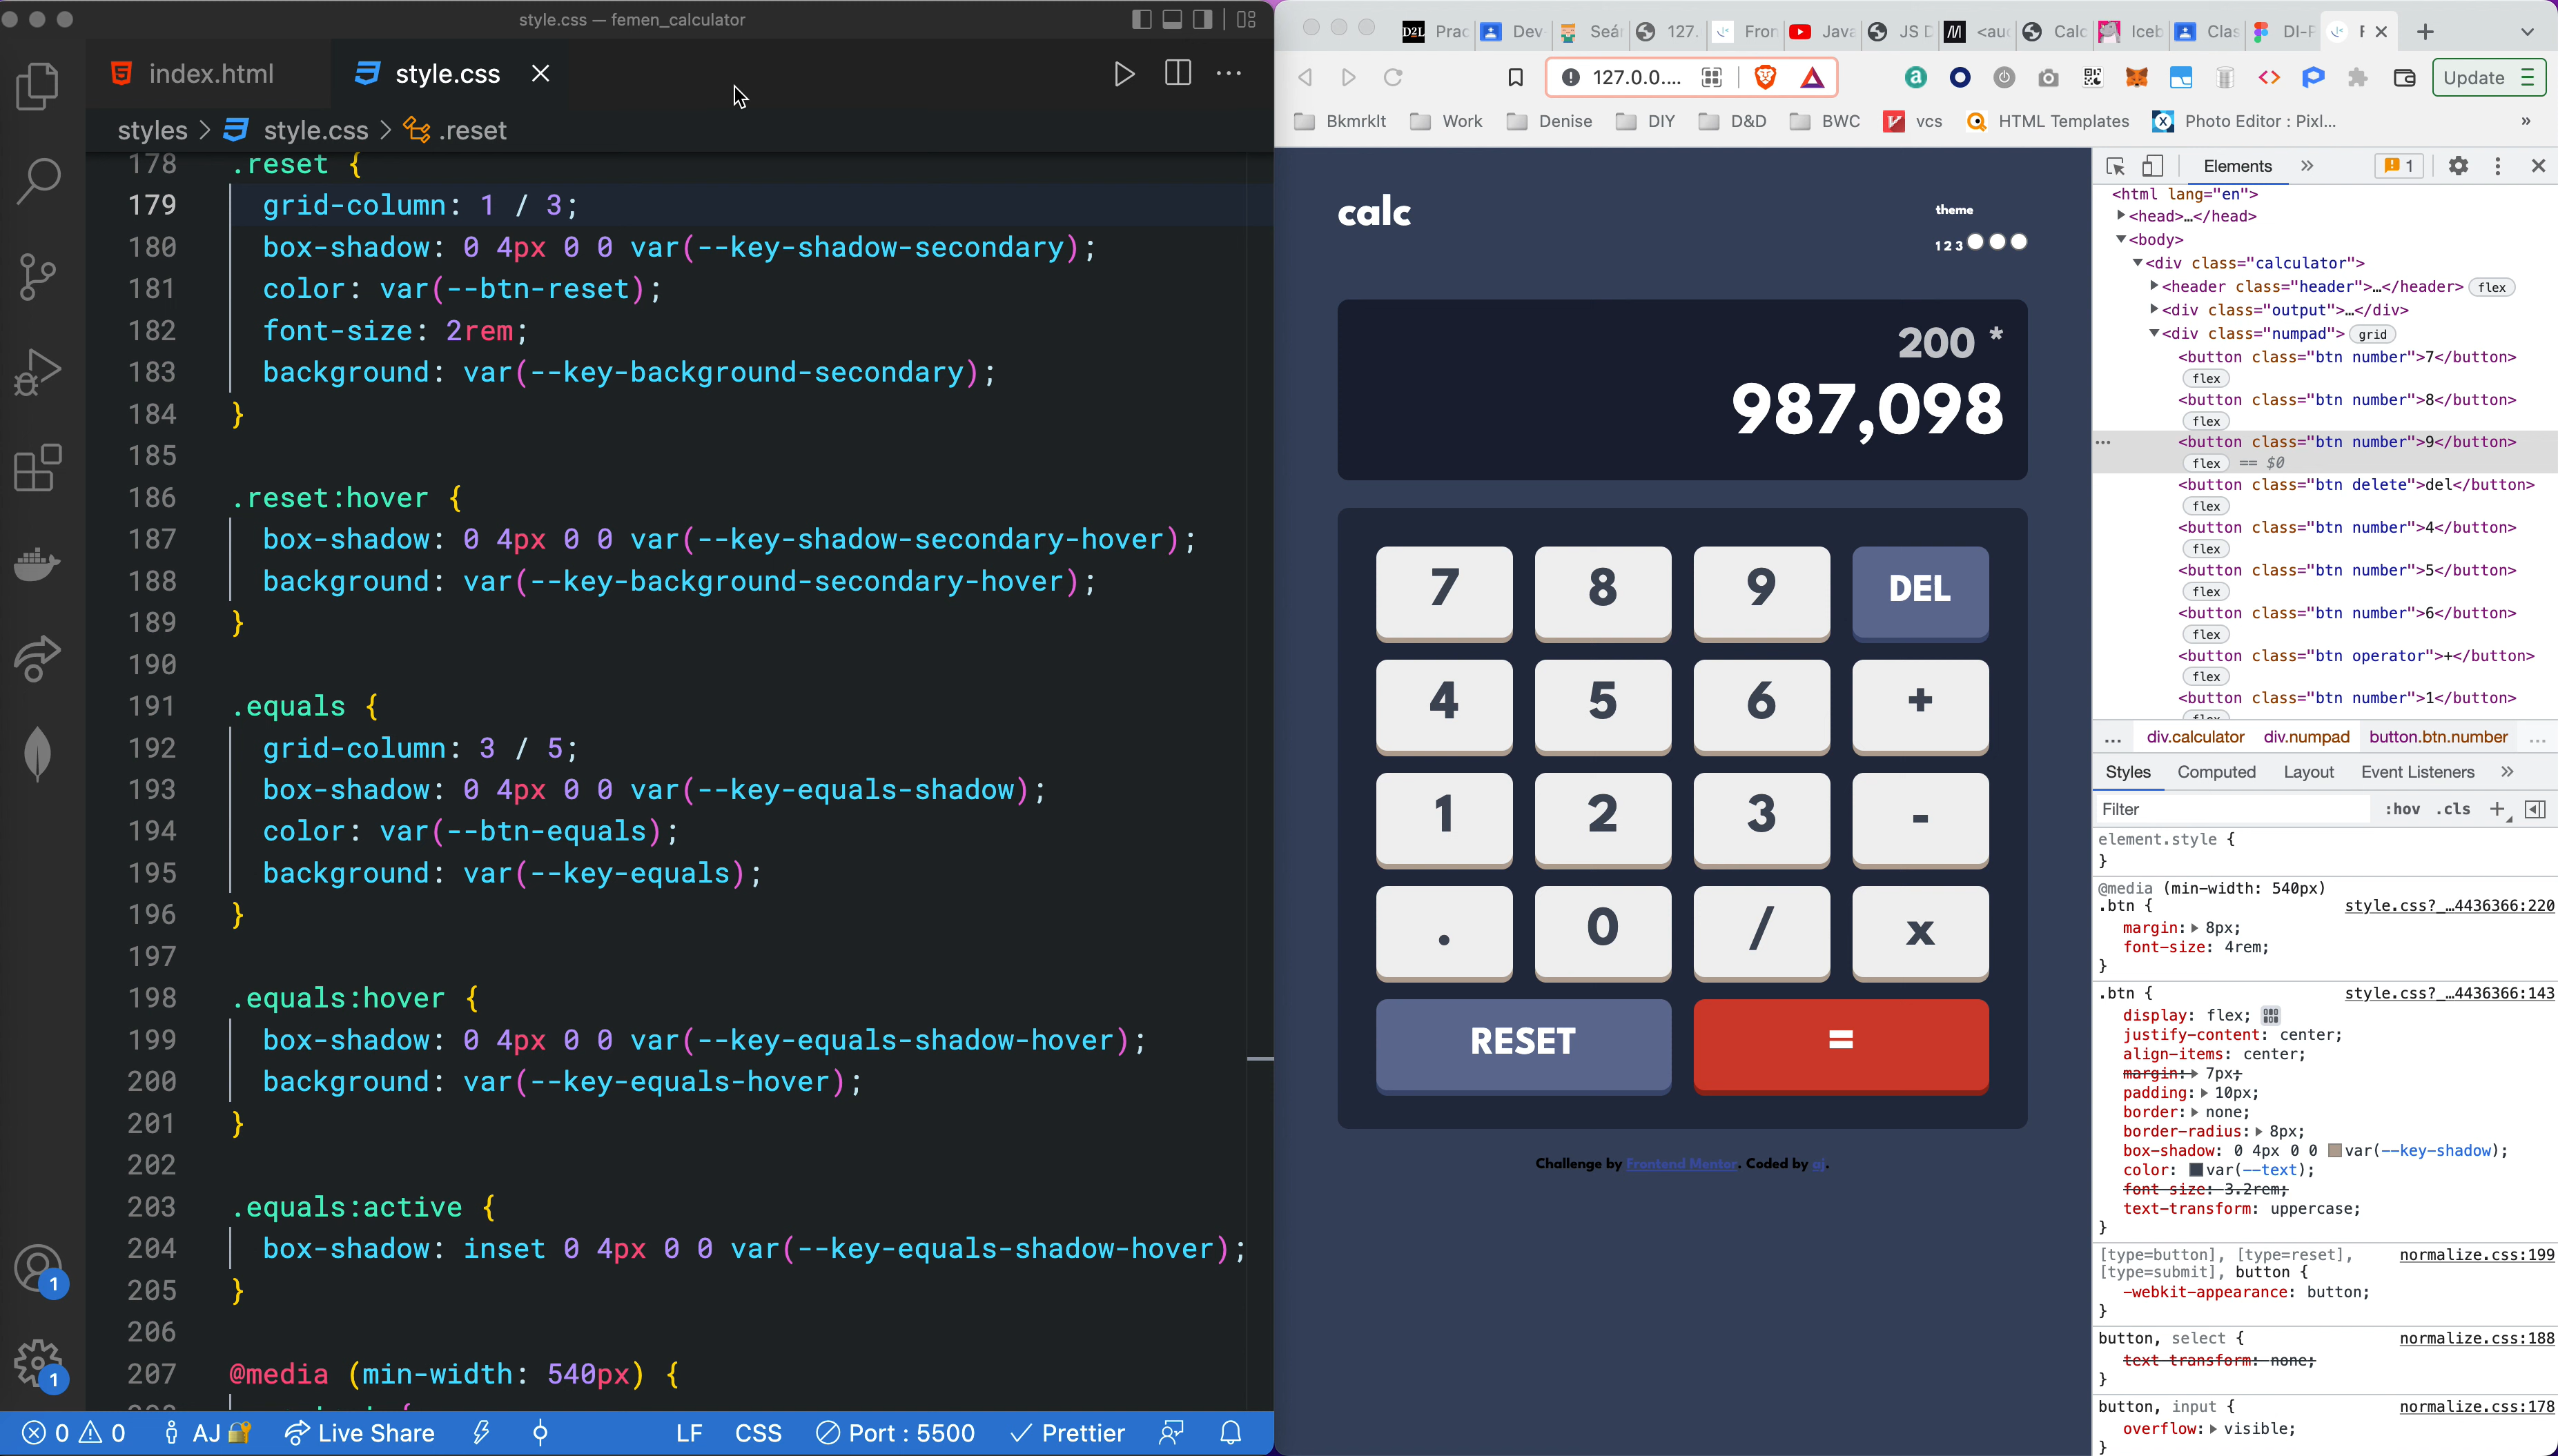 style.css — femen_calculator
index.html
style.css
styles > style.css > .reset
178 .reset {
179 grid-column: 1 / 3;
180 box-shadow: 0 4px 0 0 var(--key-shadow-secondary);
181 color: var(--btn-reset);
182 font-size: 2rem;
183 background: var(--key-background-secondary);
184 }
185
186 .reset:hover {
187 box-shadow: 0 4px 0 0 var(--key-shadow-secondary-hover);
188 background: var(--key-background-secondary-hover);
189 }
190
191 .equals {
192 grid-column: 3 / 5;
193 box-shadow: 0 4px 0 0 var(--key-equals-shadow);
194 color: var(--btn-equals);
195 background: var(--key-equals);
196 }
197
198 .equals:hover {
199 box-shadow: 0 4px 0 0 var(--key-equals-shadow-hover);
200 background: var(--key-equals-hover);
201 }
202
203 .equals:active {
204 box-shadow: inset 0 4px 0 0 var(--key-equals-shadow-hover);
205 }
206
207 @media (min-width: 540px) {
1
1
0 0 AJ Live Share LF CSS Port : 5500 Prettier
D2L Prac Dev Seá 127. Fron Java JS D <au Calc Iceb Clas DI-F
127.0.0.... Update
Bkmrklt Work Denise DIY D&D BWC vcs HTML Templates Photo Editor : Pixl... »
calc
theme
1 2 3
200 *
987,098
7 8 9 DEL
4 5 6 +
1 2 3 -
. 0 / x
RESET =
Challenge by Frontend Mentor. Coded by aj.
Elements » 1
<html lang="en">
<head>…</head>
<body>
<div class="calculator">
<header class="header">…</header> flex
<div class="output">…</div>
<div class="numpad"> grid
<button class="btn number">7</button>
flex
<button class="btn number">8</button>
flex
... <button class="btn number">9</button>
flex == $0
<button class="btn delete">del</button>
flex
<button class="btn number">4</button>
flex
<button class="btn number">5</button>
flex
<button class="btn number">6</button>
flex
<button class="btn operator">+</button>
flex
<button class="btn number">1</button>
... div.calculator div.numpad button.btn.number ...
Styles Computed Layout Event Listeners »
Filter :hov .cls +
element.style {
}
@media (min-width: 540px)
.btn { style.css?_…4436366:220
margin: 8px;
font-size: 4rem;
}
.btn { style.css?_…4436366:143
display: flex;
justify-content: center;
align-items: center;
margin: 7px;
padding: 10px;
border: none;
border-radius: 8px;
box-shadow: 0 4px 0 0 var(--key-shadow);
color: var(--text);
font-size: 3.2rem;
text-transform: uppercase;
}
[type=button], [type=reset], normalize.css:199
[type=submit], button {
-webkit-appearance: button;
}
button, select { normalize.css:188
text-transform: none;
}
button, input { normalize.css:178
overflow: visible;
}